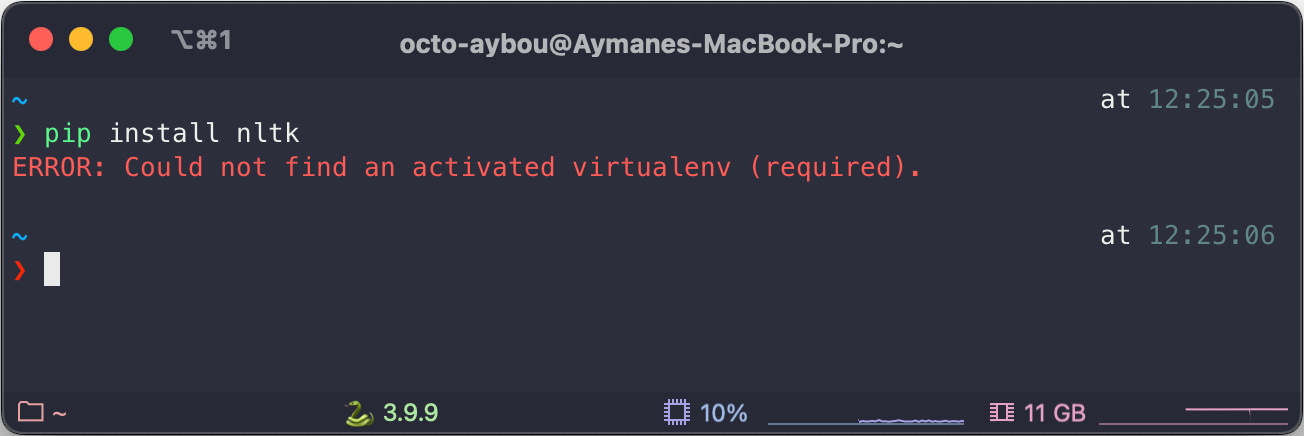 ⌥⌘1 octo-aybou@Aymanes-MacBook-Pro:~
~ at 12:25:05
❯ pip install nltk
ERROR: Could not find an activated virtualenv (required).
~ at 12:25:06
❯
~ 3.9.9 10% 11 GB